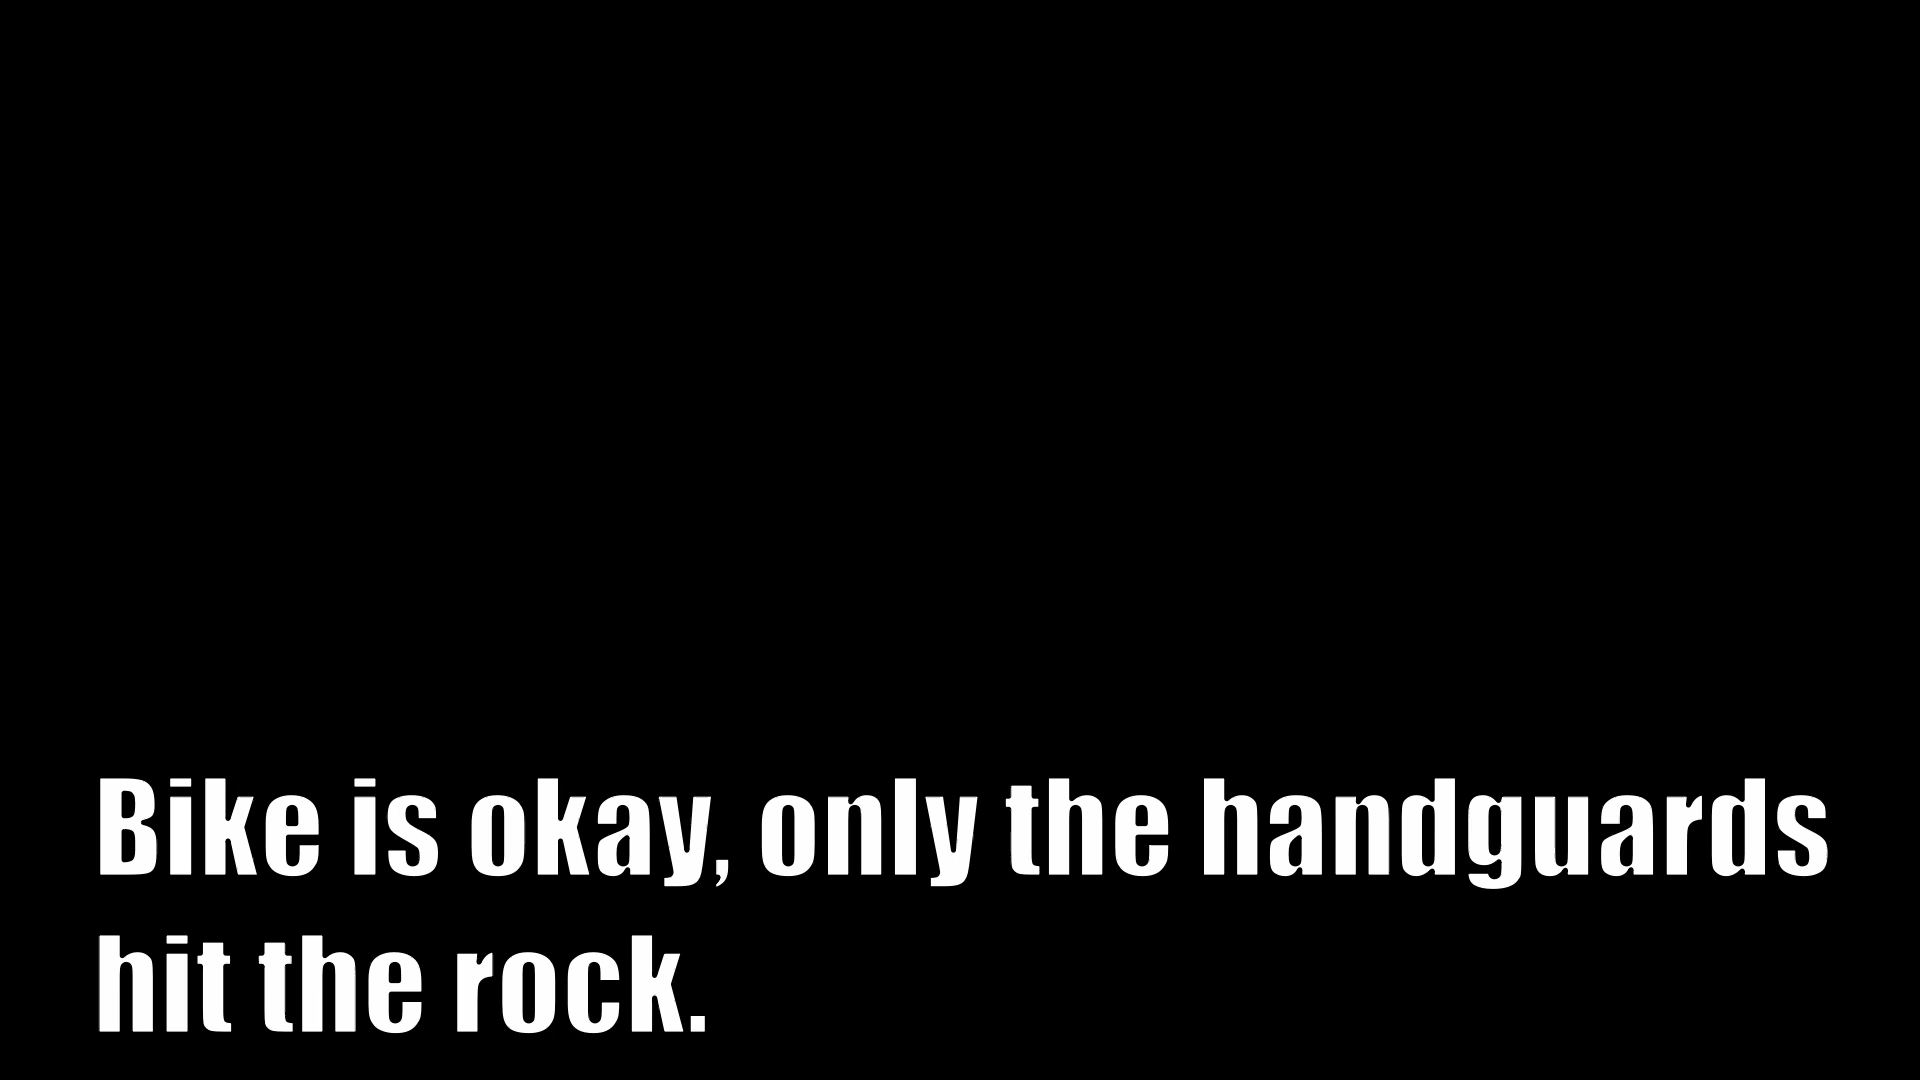 Bike is okay, only the handguards
hit the rock.